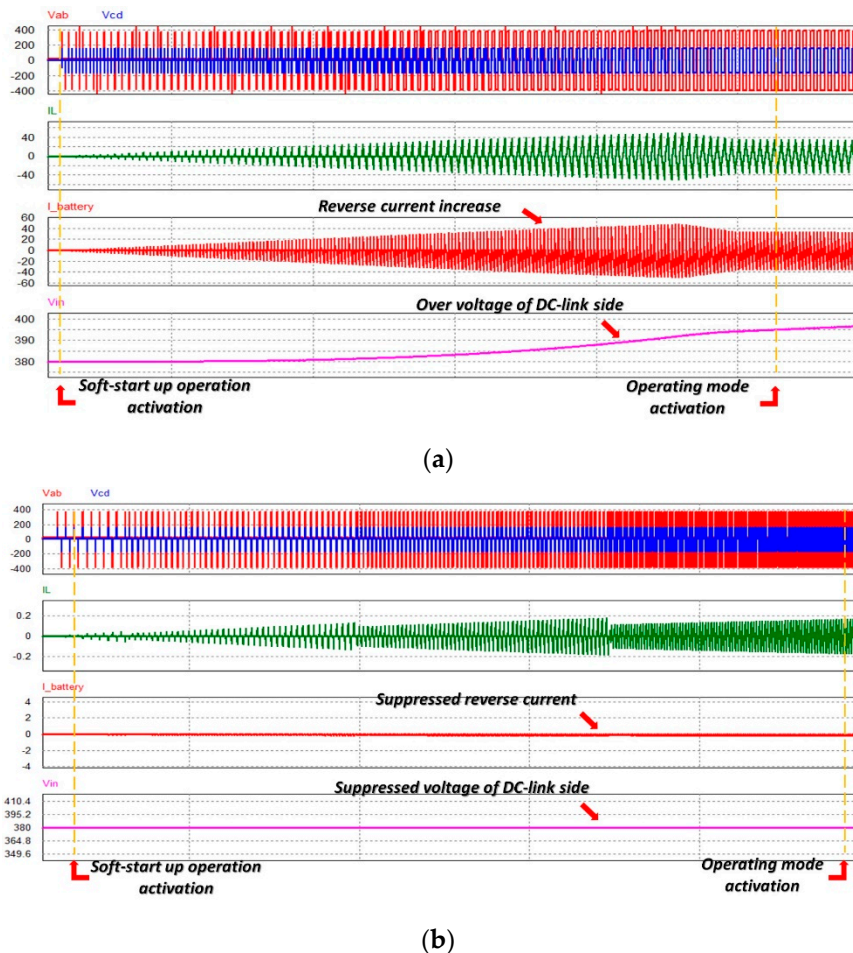 Vab Vcd
400
200
0
-200
-400
IL
40
0
-40
I_battery
Reverse current increase
60
40
20
0
-20
-40
-60
Vin
Over voltage of DC-link side
400
390
380
Soft-start up operation
activation
Operating mode
activation
(a)
Vab Vcd
400
200
0
-200
-400
IL
0.2
0
-0.2
I_battery
Suppressed reverse current
4
2
0
-2
-4
Vin
Suppressed voltage of DC-link side
410.4
395.2
380
364.8
349.6
Soft-start up operation
activation
Operating mode
activation
(b)